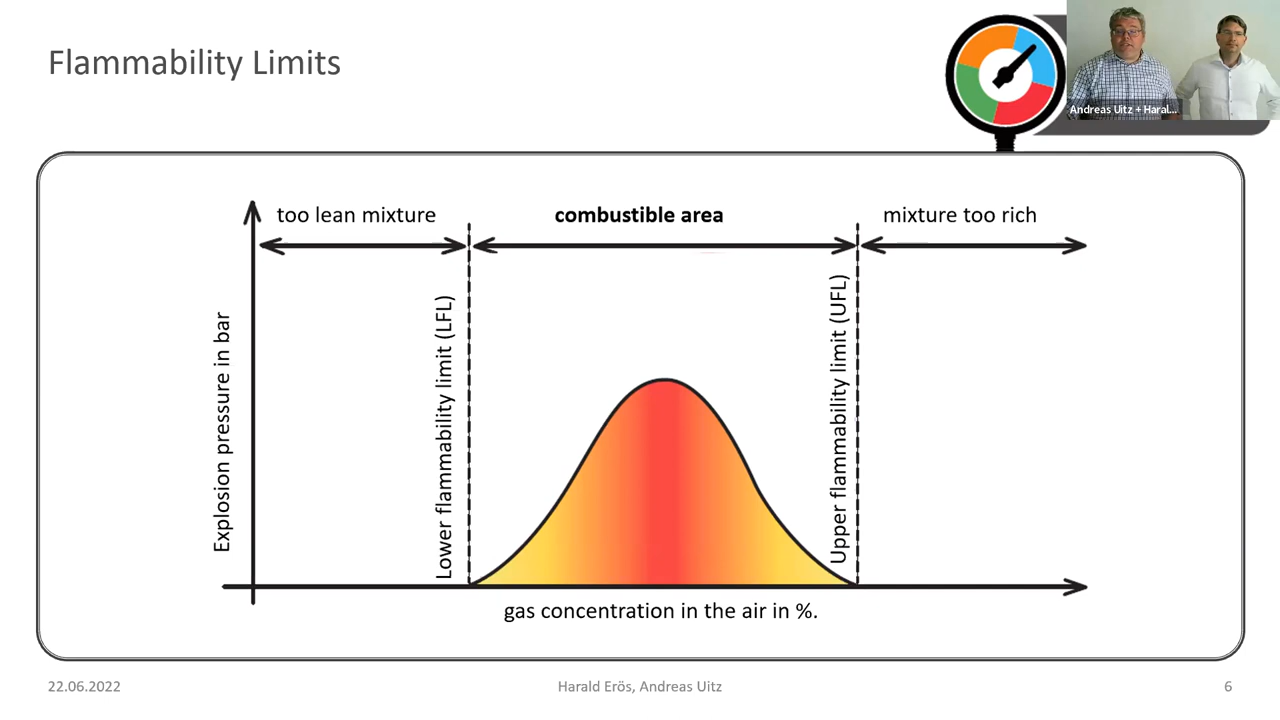 Flammability Limits
Andreas Uitz + Haral...
too lean mixture
combustible area
mixture too rich
Explosion pressure in bar
Lower flammability limit (LFL)
Upper flammability limit (UFL)
gas concentration in the air in %.
22.06.2022
Harald Erös, Andreas Uitz
6